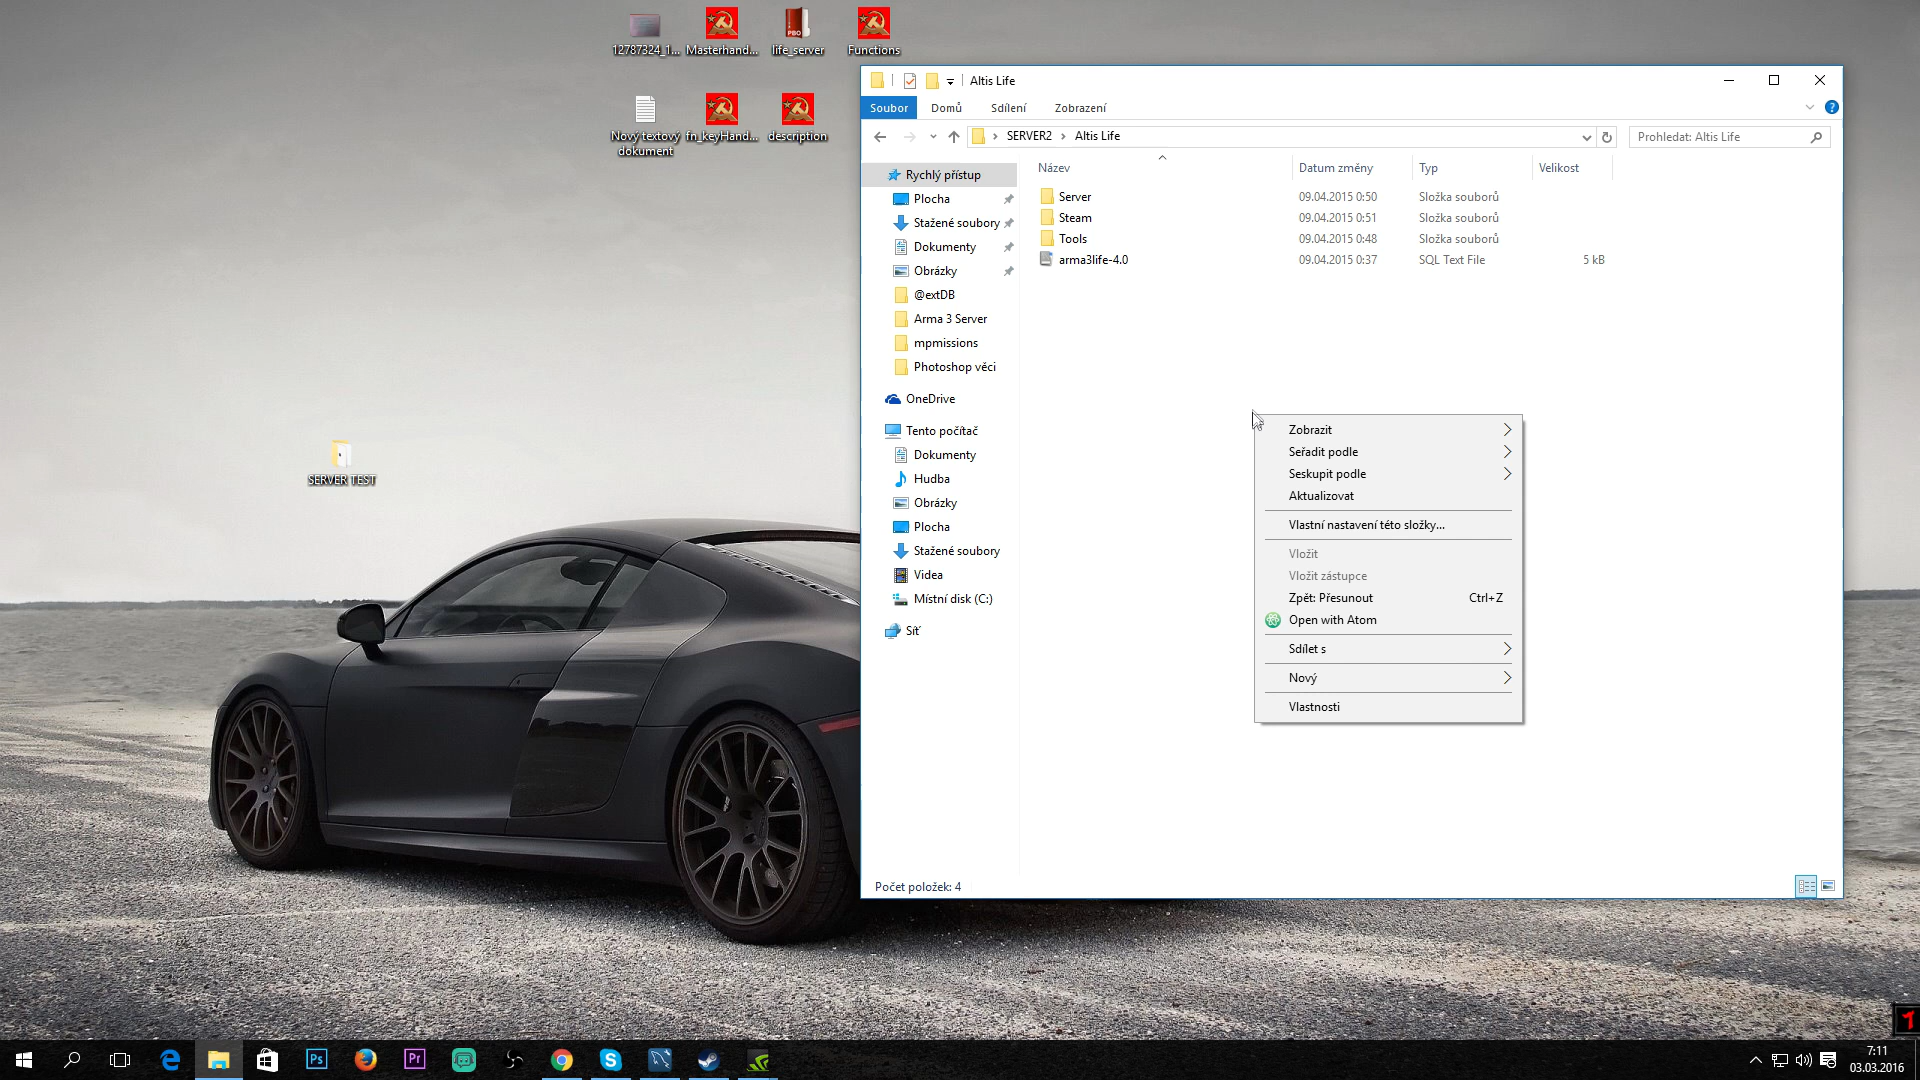 12787324_1...
Masterhand...
life_server
Functions
PBO
Nový textový dokument
fn_keyHand...
description
SERVER TEST
Altis Life
Soubor
Domů
Sdílení
Zobrazení
SERVER2
Altis Life
Prohledat: Altis Life
Název
Datum změny
Typ
Velikost
Server
09.04.2015 0:50
Složka souborů
Steam
09.04.2015 0:51
Složka souborů
Tools
09.04.2015 0:48
Složka souborů
arma3life-4.0
09.04.2015 0:37
SQL Text File
5 kB
Rychlý přístup
Plocha
Stažené soubory
Dokumenty
Obrázky
@extDB
Arma 3 Server
mpmissions
Photoshop věci
OneDrive
Tento počítač
Dokumenty
Hudba
Obrázky
Plocha
Stažené soubory
Videa
Místní disk (C:)
Síť
Zobrazit
Seřadit podle
Seskupit podle
Aktualizovat
Vlastní nastavení této složky...
Vložit
Vložit zástupce
Zpět: Přesunout
Ctrl+Z
Open with Atom
Sdílet s
Nový
Vlastnosti
Počet položek: 4
Ps
Pr
7:11
03.03.2016